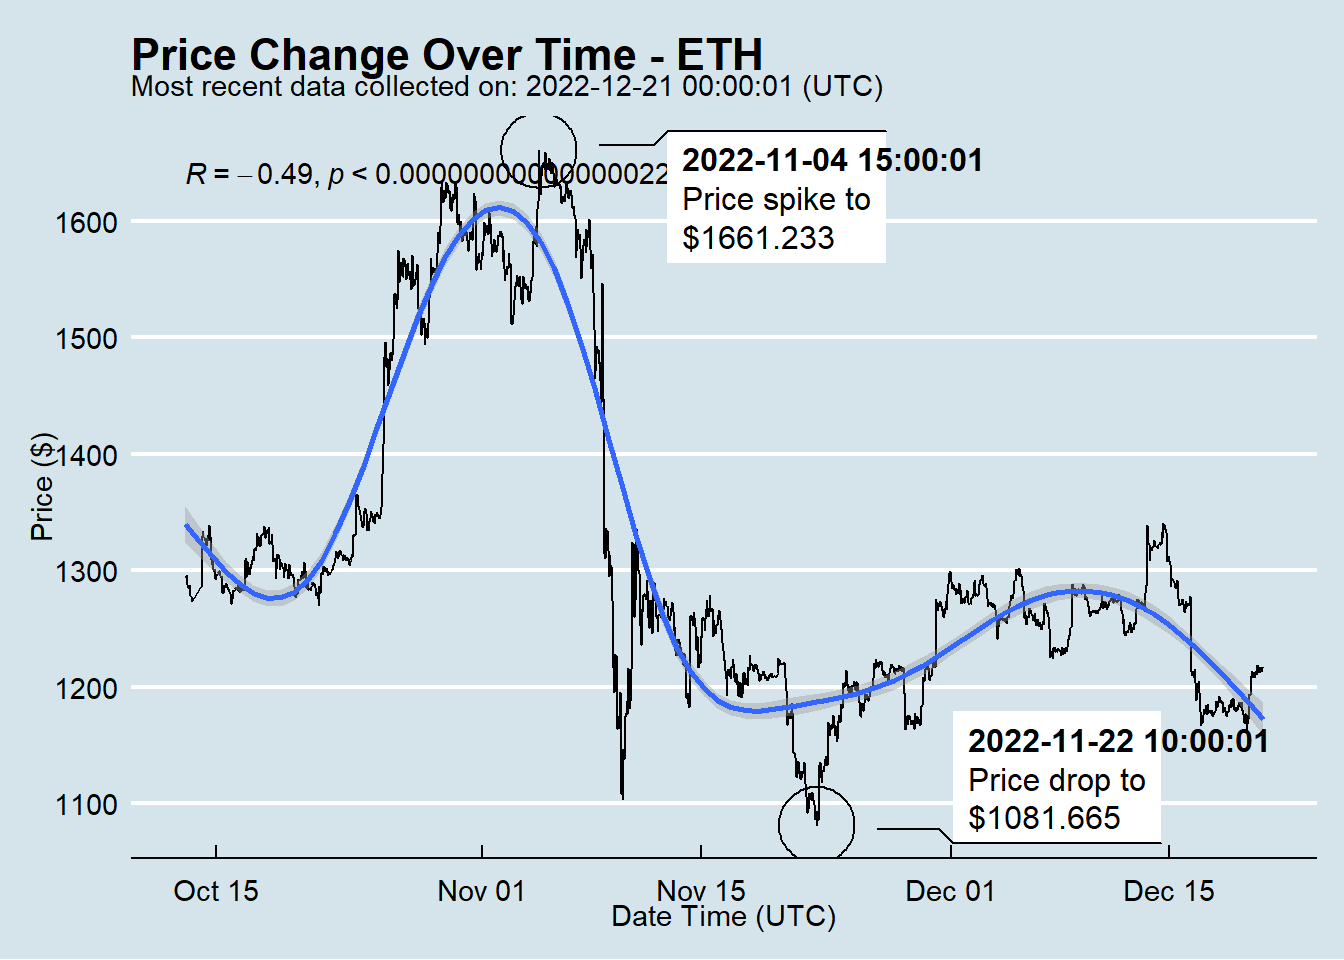 Price Change Over Time - ETH
Most recent data collected on: 2022-12-21 00:00:01 (UTC)
R = −0.49, p < 0.00000000000000022
2022-11-04 15:00:01
Price spike to
$1661.233
1600
1500
1400
1300
1200
1100
Price ($)
2022-11-22 10:00:01
Price drop to
$1081.665
Oct 15
Nov 01
Nov 15
Dec 01
Dec 15
Date Time (UTC)